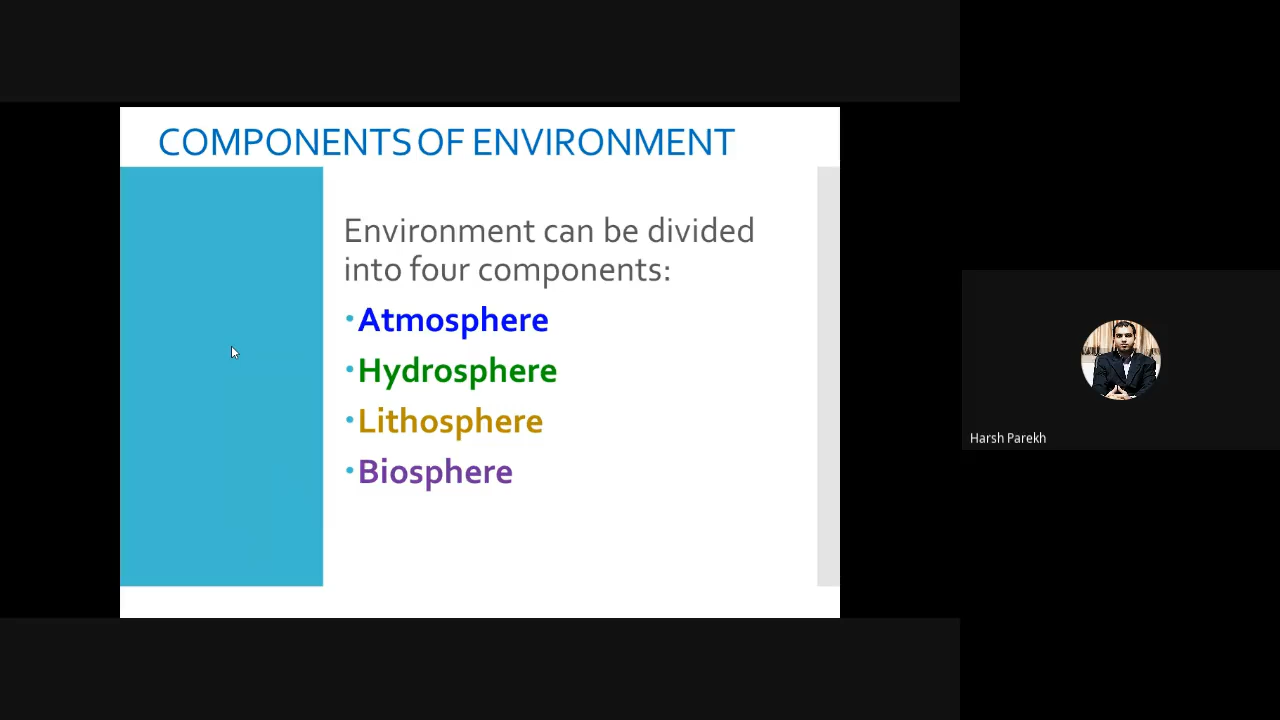 COMPONENTS OF ENVIRONMENT
Environment can be divided
into four components:
•Atmosphere
•Hydrosphere
•Lithosphere
•Biosphere
Harsh Parekh